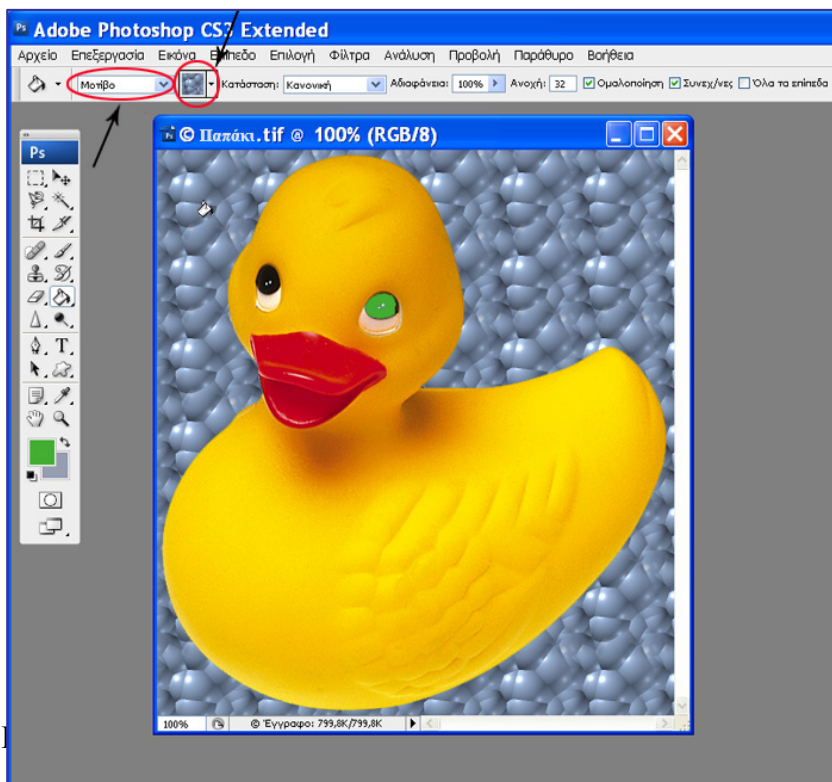 Ps Adobe Photoshop CS3 Extended
Αρχείο Επεξεργασία Εικόνα Επίπεδο Επιλογή Φίλτρα Ανάλυση Προβολή Παράθυρο Βοήθεια
Μοτίβο Κατάσταση: Κανονική Αδιαφάνεια: 100% Ανοχή: 32 Ομαλοποίηση Συνεχ/νες Όλα τα επίπεδα
© Παπάκι.tif @ 100% (RGB/8)
Ps
T
100% © Έγγραφο: 799,8K/799,8K